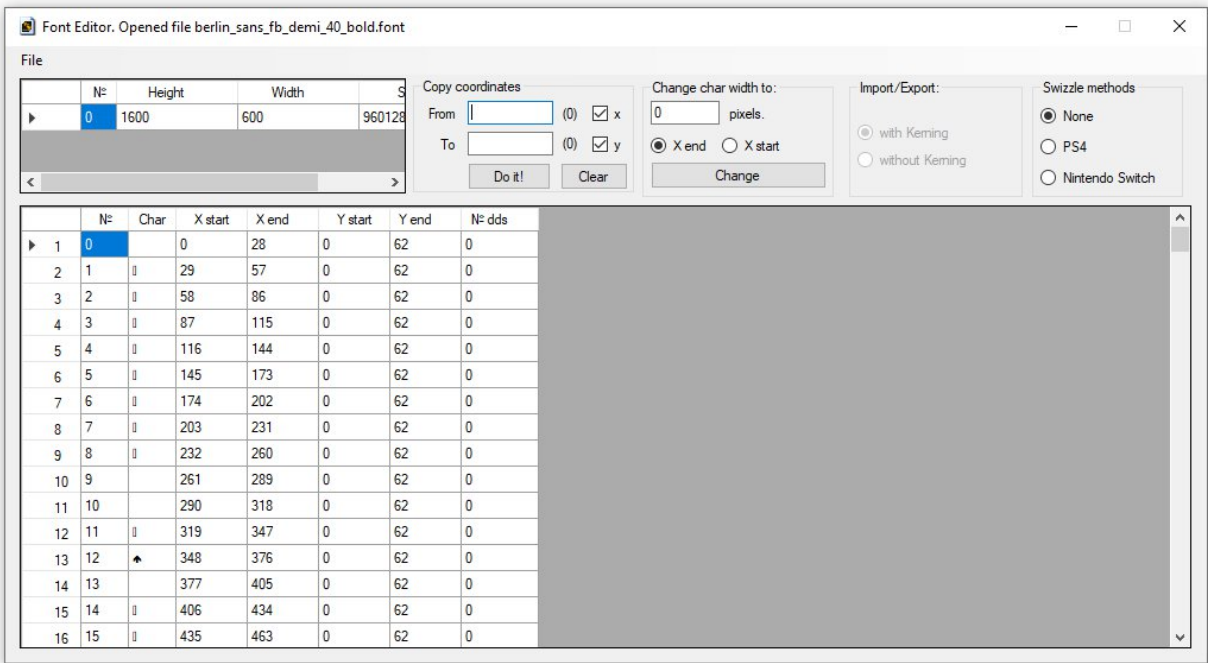 Font Editor. Opened file berlin_sans_fb_demi_40_bold.font
File
№ Height Width S
0 1600 600 960128
Copy coordinates
From (0) x
To (0) y
Do it! Clear
Change char width to:
0 pixels.
X end X start
Change
Import/Export:
with Kerning
without Kerning
Swizzle methods
None
PS4
Nintendo Switch
№ Char X start X end Y start Y end № dds
1 0 0 28 0 62 0
2 1 29 57 0 62 0
3 2 58 86 0 62 0
4 3 87 115 0 62 0
5 4 116 144 0 62 0
6 5 145 173 0 62 0
7 6 174 202 0 62 0
8 7 203 231 0 62 0
9 8 232 260 0 62 0
10 9 261 289 0 62 0
11 10 290 318 0 62 0
12 11 319 347 0 62 0
13 12 348 376 0 62 0
14 13 377 405 0 62 0
15 14 406 434 0 62 0
16 15 435 463 0 62 0